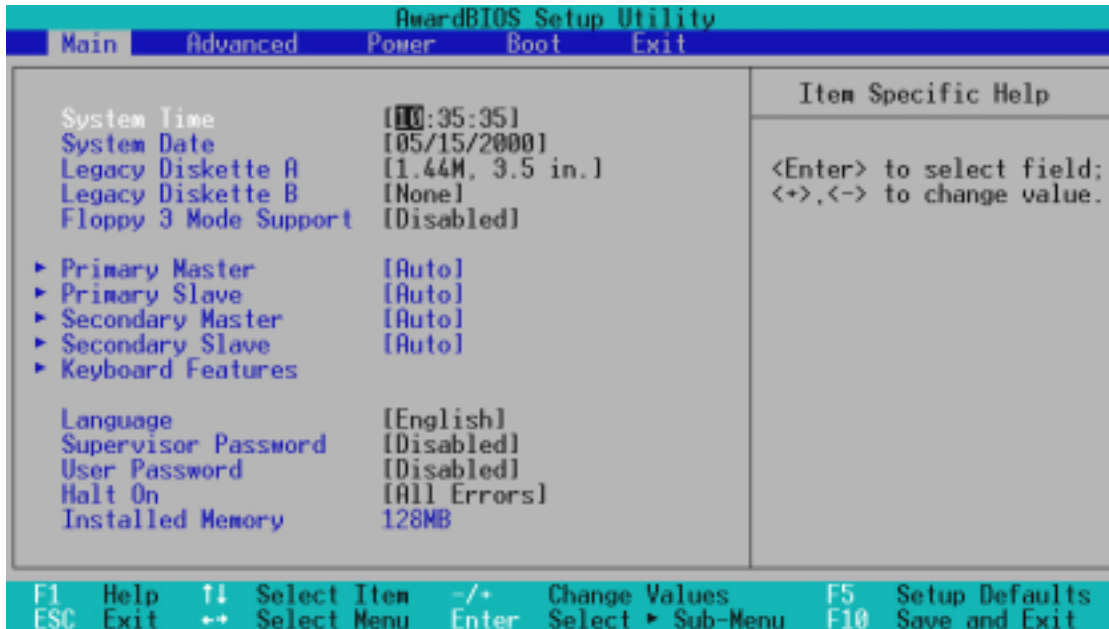 AwardBIOS Setup Utility
Main Advanced Power Boot Exit
Item Specific Help
System Time [10:35:35]
System Date [05/15/2000]
Legacy Diskette A [1.44M, 3.5 in.]
Legacy Diskette B [None]
Floppy 3 Mode Support [Disabled]
<Enter> to select field;
<+>,<-> to change value.
▶ Primary Master [Auto]
▶ Primary Slave [Auto]
▶ Secondary Master [Auto]
▶ Secondary Slave [Auto]
▶ Keyboard Features
Language [English]
Supervisor Password [Disabled]
User Password [Disabled]
Halt On [All Errors]
Installed Memory 128MB
F1 Help ↑↓ Select Item -/+ Change Values F5 Setup Defaults
ESC Exit ←→ Select Menu Enter Select ▶ Sub-Menu F10 Save and Exit